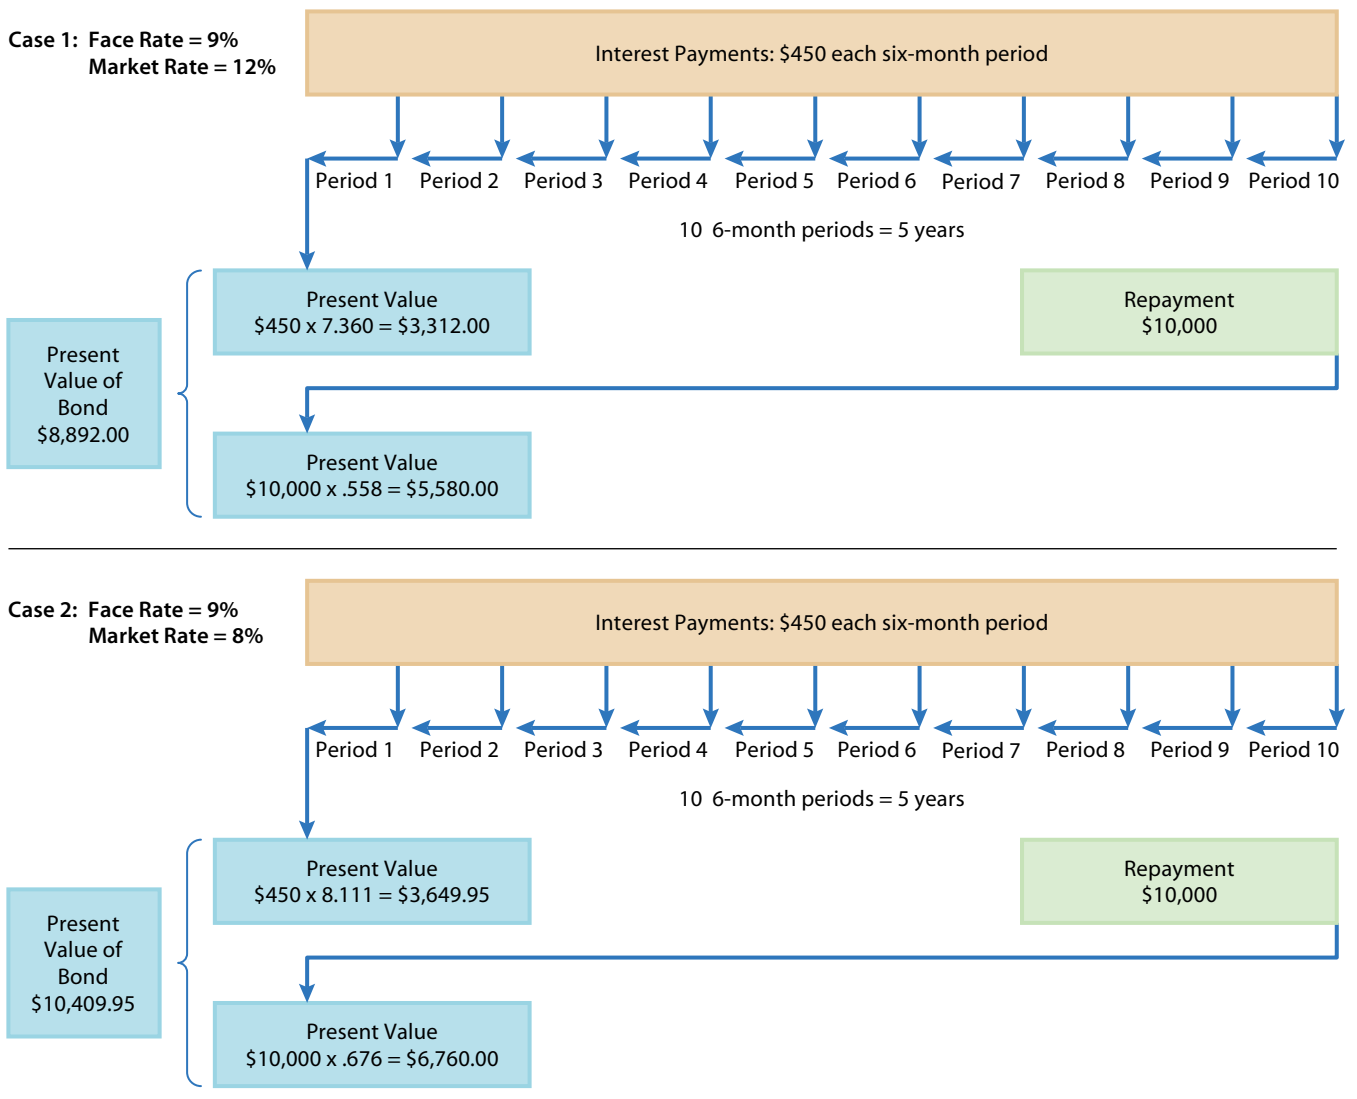 Case 1: Face Rate = 9%
Market Rate = 12%
Interest Payments: $450 each six-month period
Period 1 Period 2 Period 3 Period 4 Period 5 Period 6 Period 7 Period 8 Period 9 Period 10
10 6-month periods = 5 years
Present Value
$450 x 7.360 = $3,312.00
Repayment
$10,000
Present
Value of
Bond
$8,892.00
Present Value
$10,000 x .558 = $5,580.00
Case 2: Face Rate = 9%
Market Rate = 8%
Interest Payments: $450 each six-month period
Period 1 Period 2 Period 3 Period 4 Period 5 Period 6 Period 7 Period 8 Period 9 Period 10
10 6-month periods = 5 years
Present Value
$450 x 8.111 = $3,649.95
Repayment
$10,000
Present
Value of
Bond
$10,409.95
Present Value
$10,000 x .676 = $6,760.00